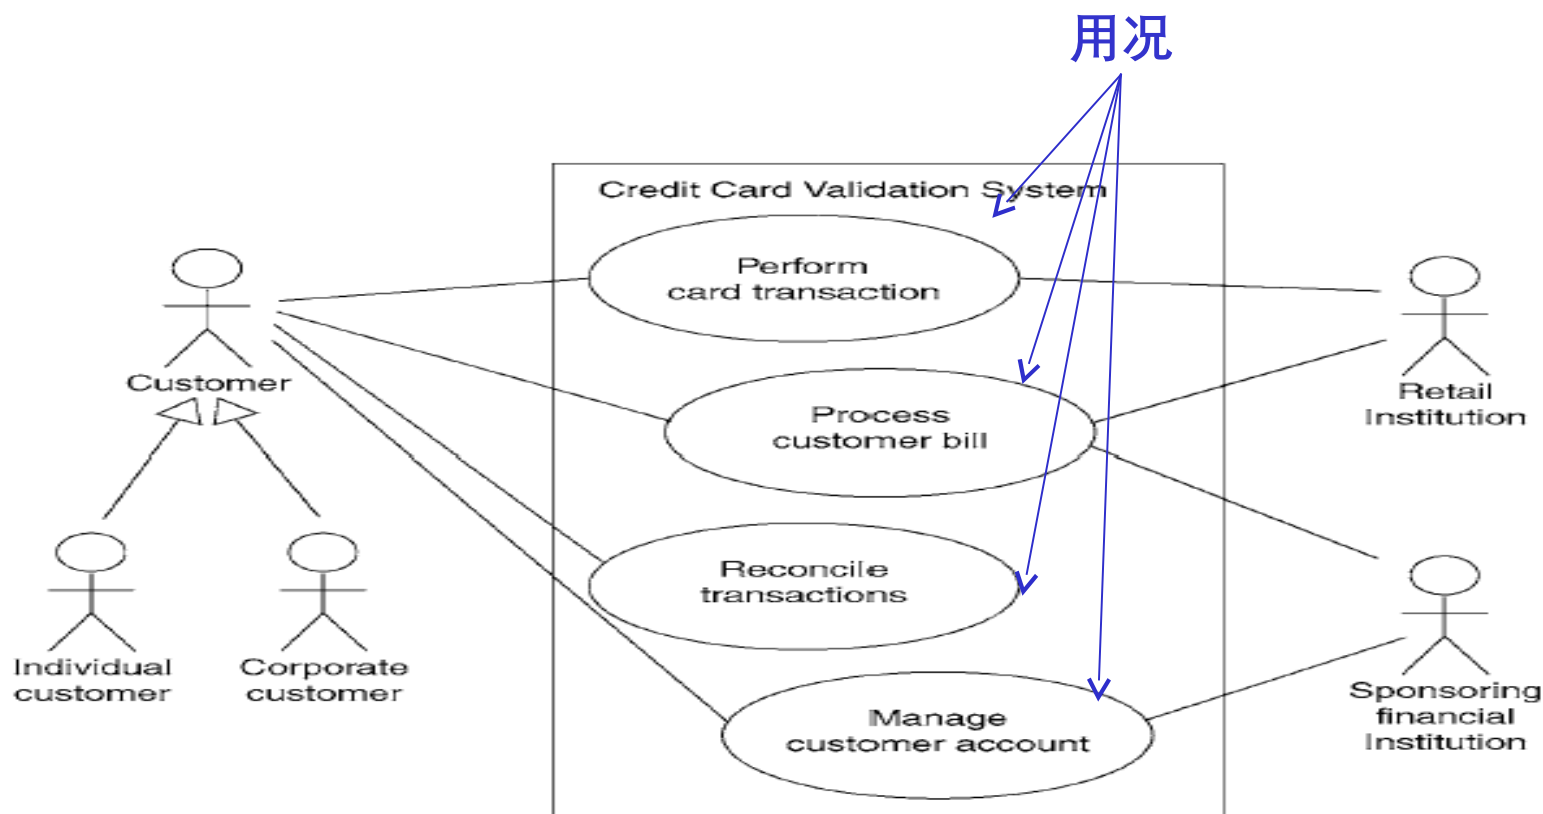 用况
Credit Card Validation System
Perform
card transaction
Customer
Process
customer bill
Retail
Institution
Reconcile
transactions
Individual
customer
Corporate
customer
Manage
customer account
Sponsoring
financial
Institution